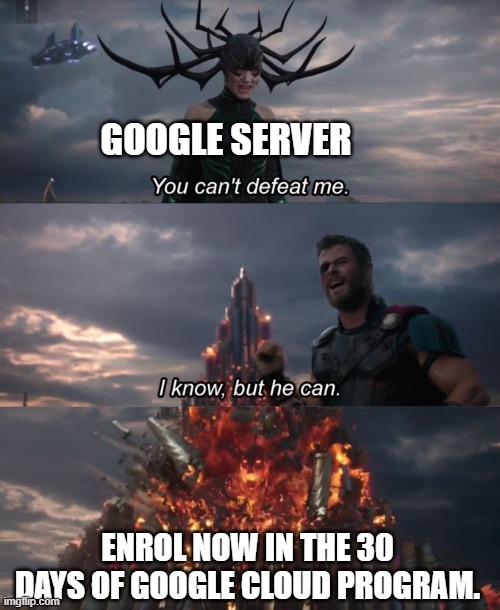 GOOGLE SERVER
You can't defeat me.
I know, but he can.
ENROL NOW IN THE 30
DAYS OF GOOGLE CLOUD PROGRAM.
imgflip.com